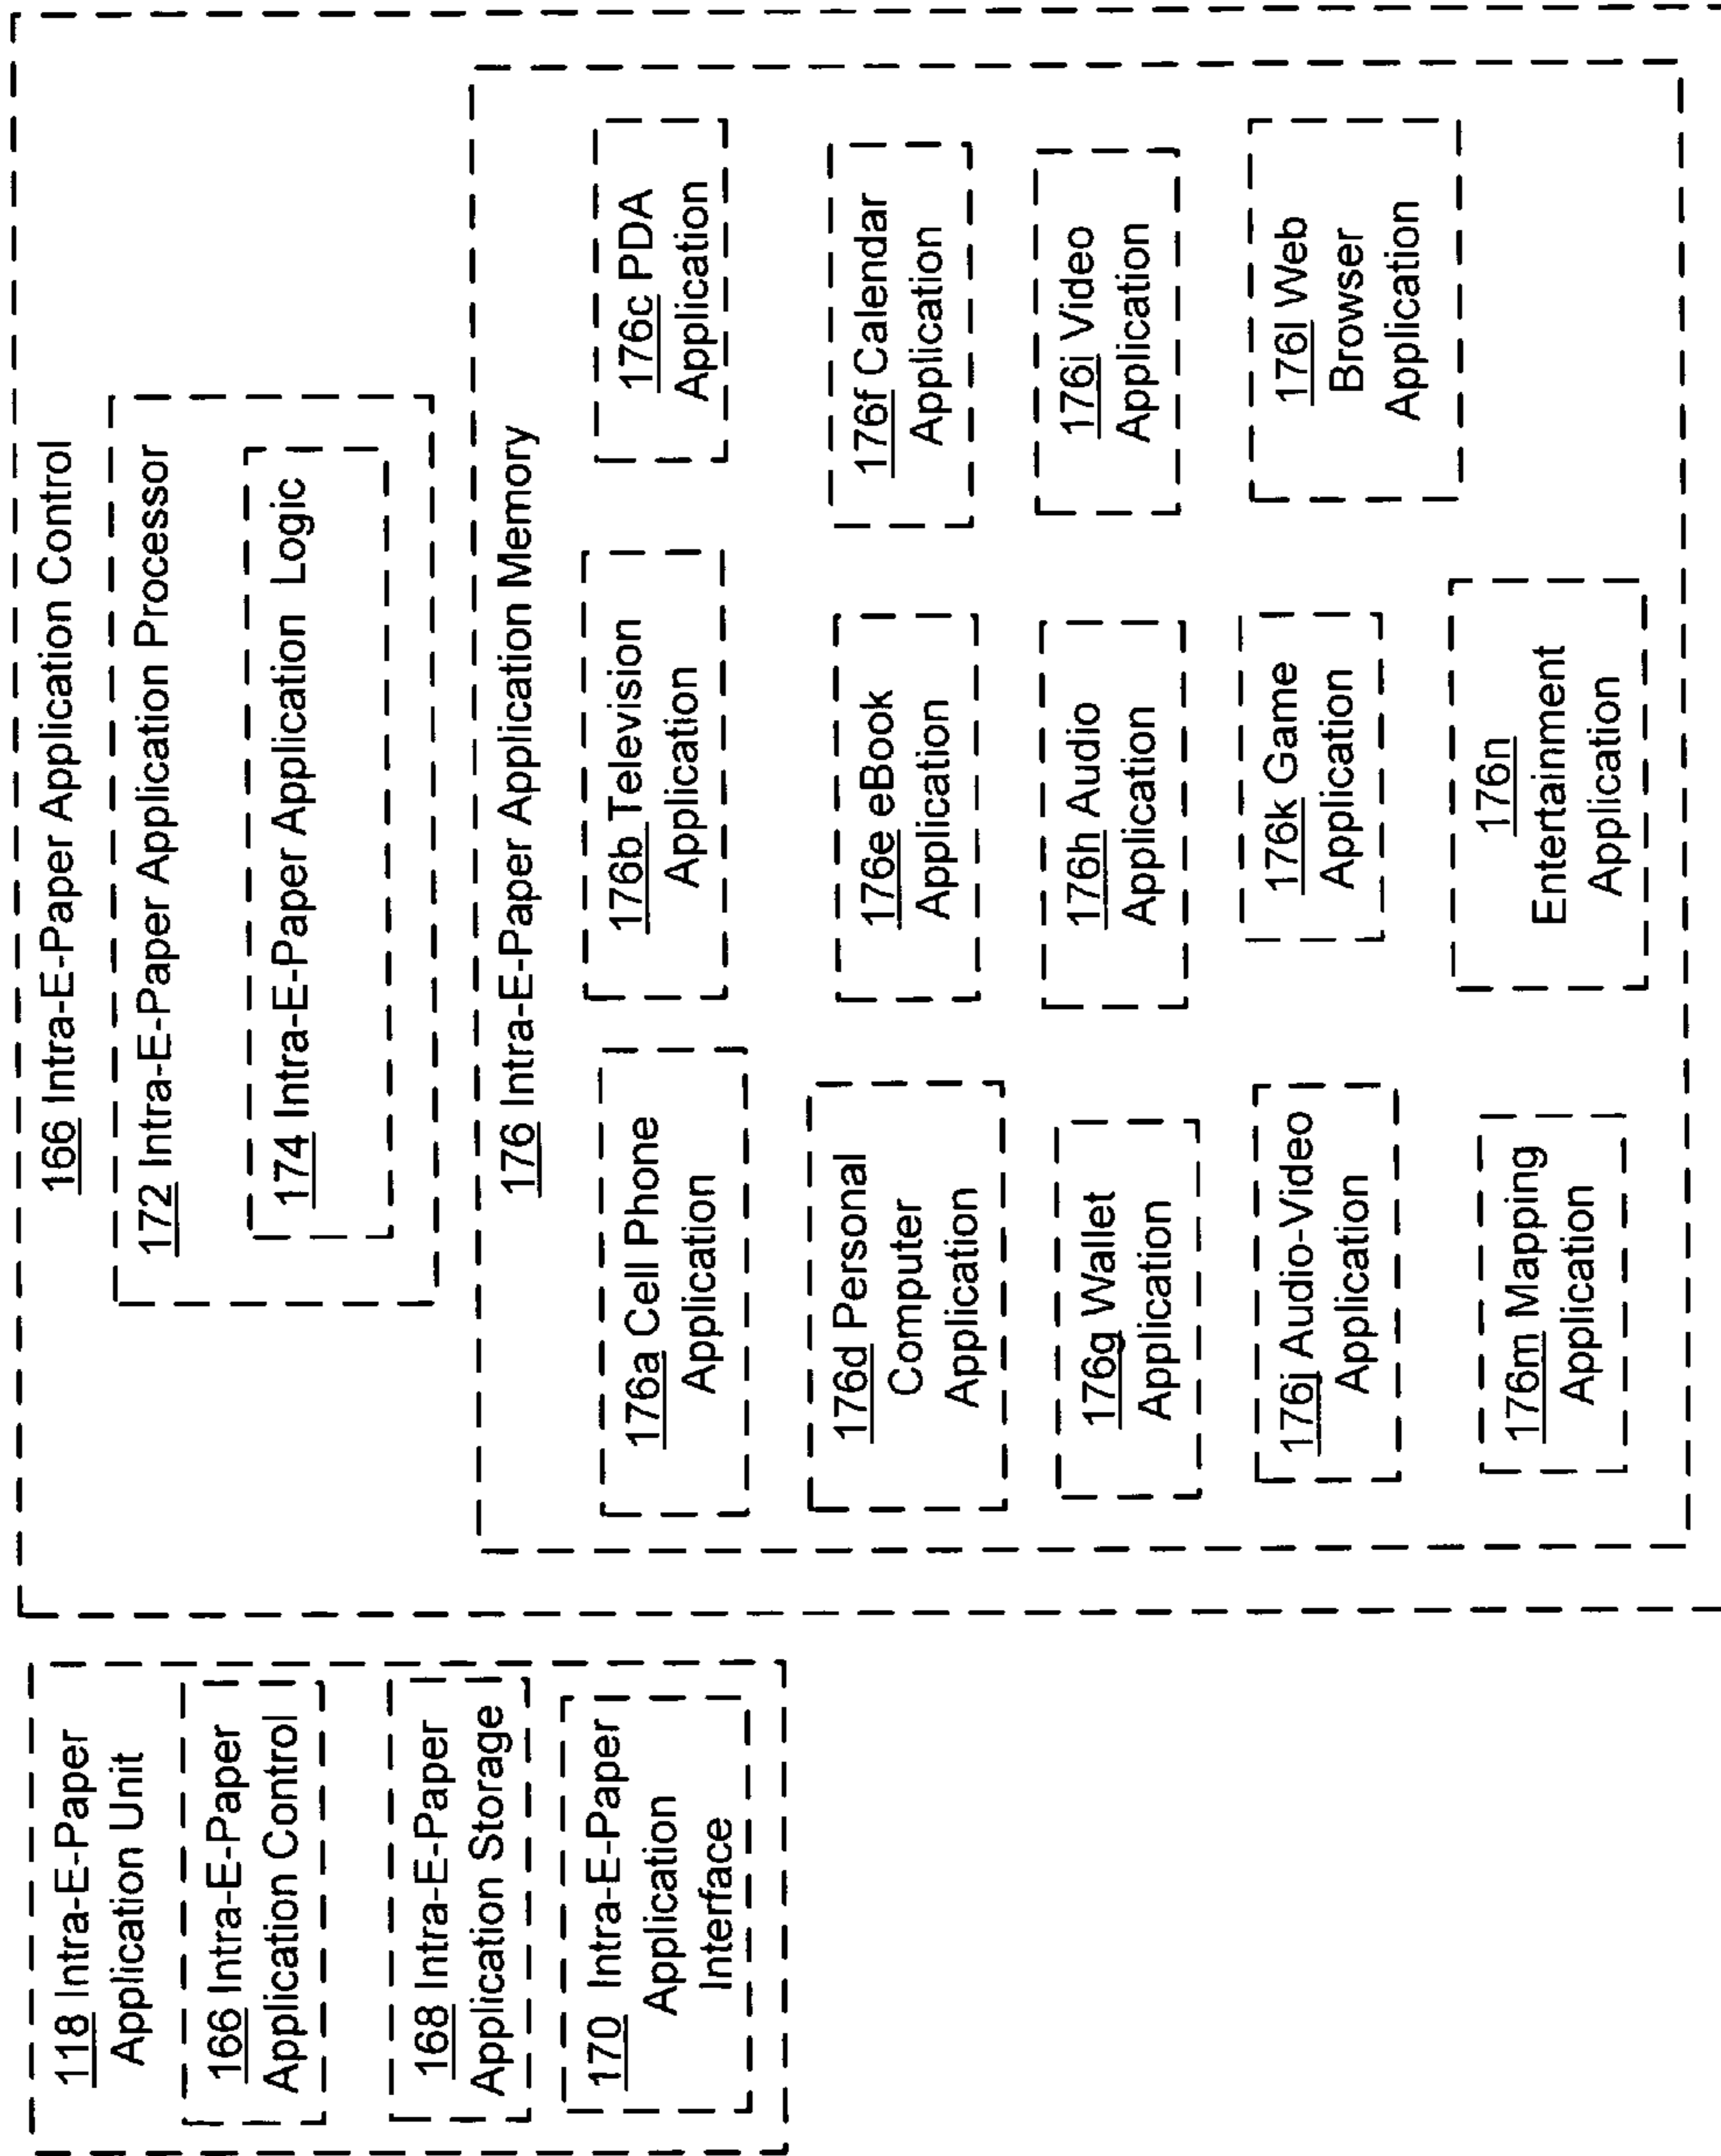 118 Intra-E-Paper
Application Unit
166 Intra-E-Paper
Application Control
168 Intra-E-Paper
Application Storage
170 Intra-E-Paper
Application
Interface
166 Intra-E-Paper Application Control
172 Intra-E-Paper Application Processor
174 Intra-E-Paper Application Logic
176 Intra-E-Paper Application Memory
176a Cell Phone
Application
176b Television
Application
176c PDA
Application
176d Personal
Computer
Application
176e eBook
Application
176f Calendar
Application
176g Wallet
Application
176h Audio
Application
176i Video
Application
176j Audio-Video
Application
176k Game
Application
176l Web
Browser
Application
176m Mapping
Application
176n
Entertainment
Application